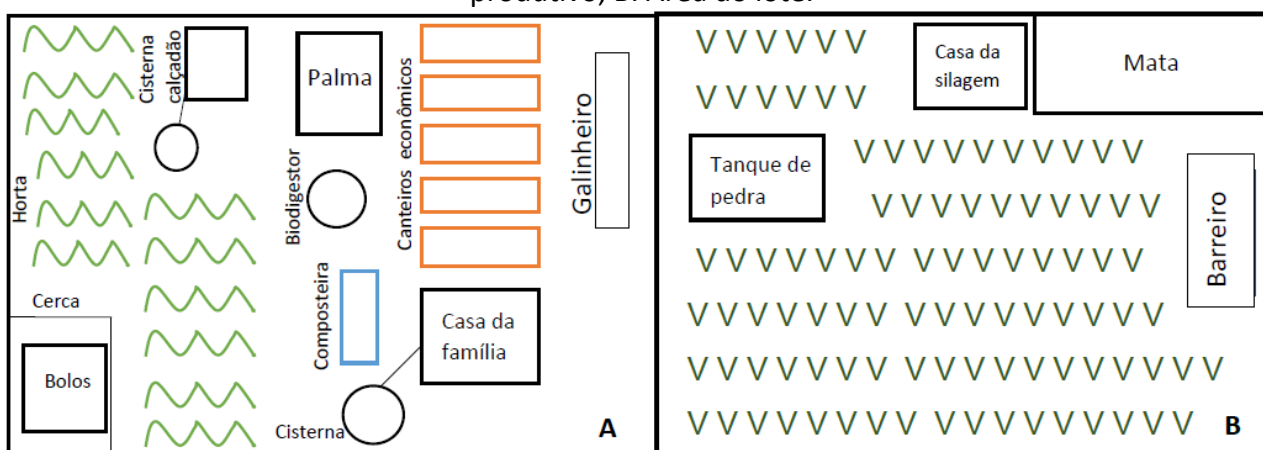 produtivo; B: Área do lote.
Cisterna
calçadão
Palma
Canteiros econômicos
Galinheiro
Horta
Biodigestor
Composteira
Cerca
Bolos
Casa da
família
Cisterna
A
Casa da
silagem
Mata
Tanque de
pedra
Barreiro
B